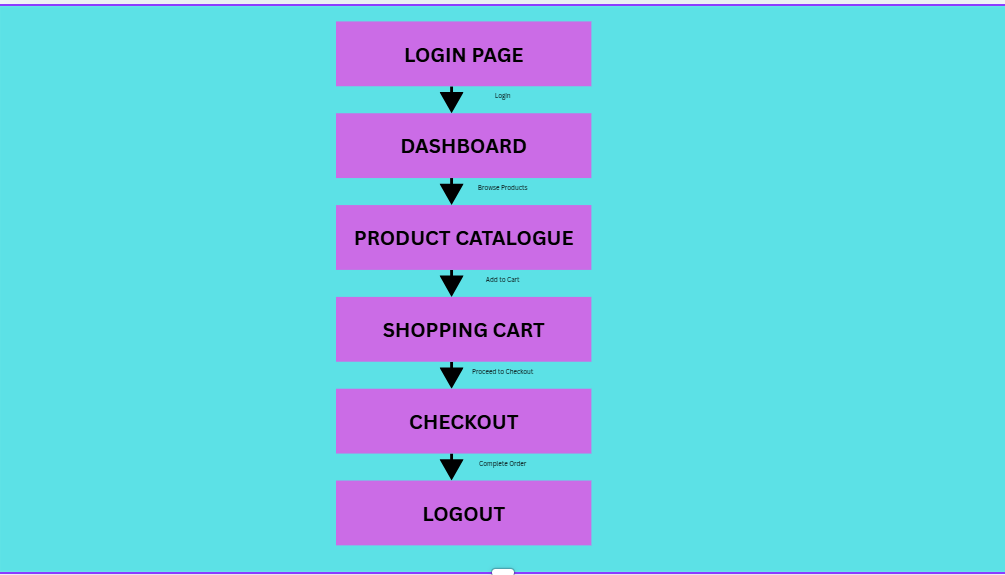 LOGIN PAGE
Login
DASHBOARD
Browse Products
PRODUCT CATALOGUE
Add to Cart
SHOPPING CART
Proceed to Checkout
CHECKOUT
Complete Order
LOGOUT